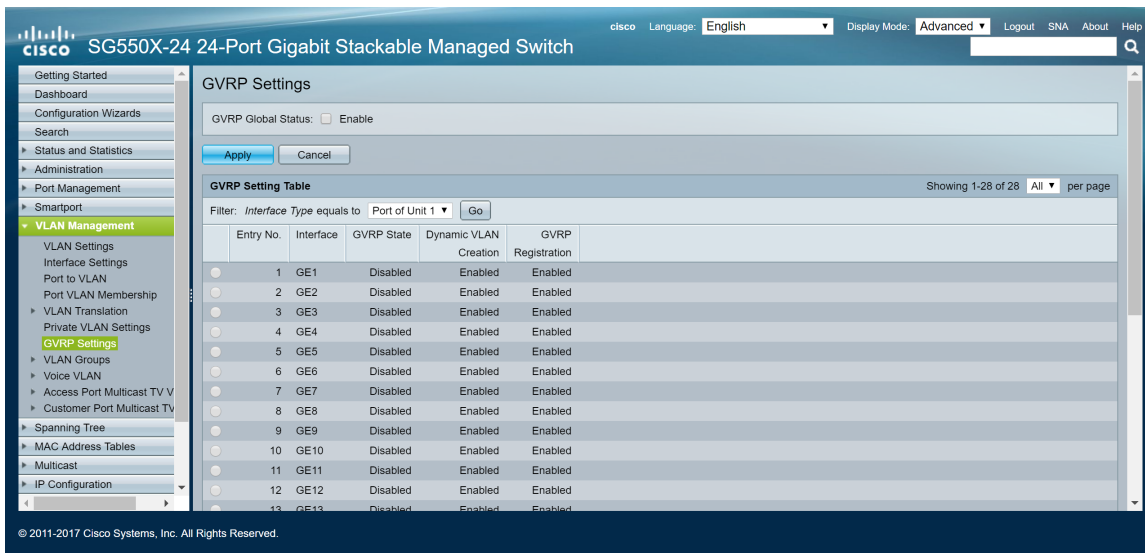 cisco Language: English Display Mode: Advanced Logout SNA About Help
CISCO SG550X-24 24-Port Gigabit Stackable Managed Switch
Getting Started
Dashboard
Configuration Wizards
Search
Status and Statistics
Administration
Port Management
Smartport
VLAN Management
VLAN Settings
Interface Settings
Port to VLAN
Port VLAN Membership
VLAN Translation
Private VLAN Settings
GVRP Settings
VLAN Groups
Voice VLAN
Access Port Multicast TV V
Customer Port Multicast TV
Spanning Tree
MAC Address Tables
Multicast
IP Configuration
GVRP Settings
GVRP Global Status: Enable
Apply Cancel
GVRP Setting Table Showing 1-28 of 28 All per page
Filter: Interface Type equals to Port of Unit 1 Go
Entry No. Interface GVRP State Dynamic VLAN Creation GVRP Registration
1 GE1 Disabled Enabled Enabled
2 GE2 Disabled Enabled Enabled
3 GE3 Disabled Enabled Enabled
4 GE4 Disabled Enabled Enabled
5 GE5 Disabled Enabled Enabled
6 GE6 Disabled Enabled Enabled
7 GE7 Disabled Enabled Enabled
8 GE8 Disabled Enabled Enabled
9 GE9 Disabled Enabled Enabled
10 GE10 Disabled Enabled Enabled
11 GE11 Disabled Enabled Enabled
12 GE12 Disabled Enabled Enabled
13 GE13 Disabled Enabled Enabled
© 2011-2017 Cisco Systems, Inc. All Rights Reserved.